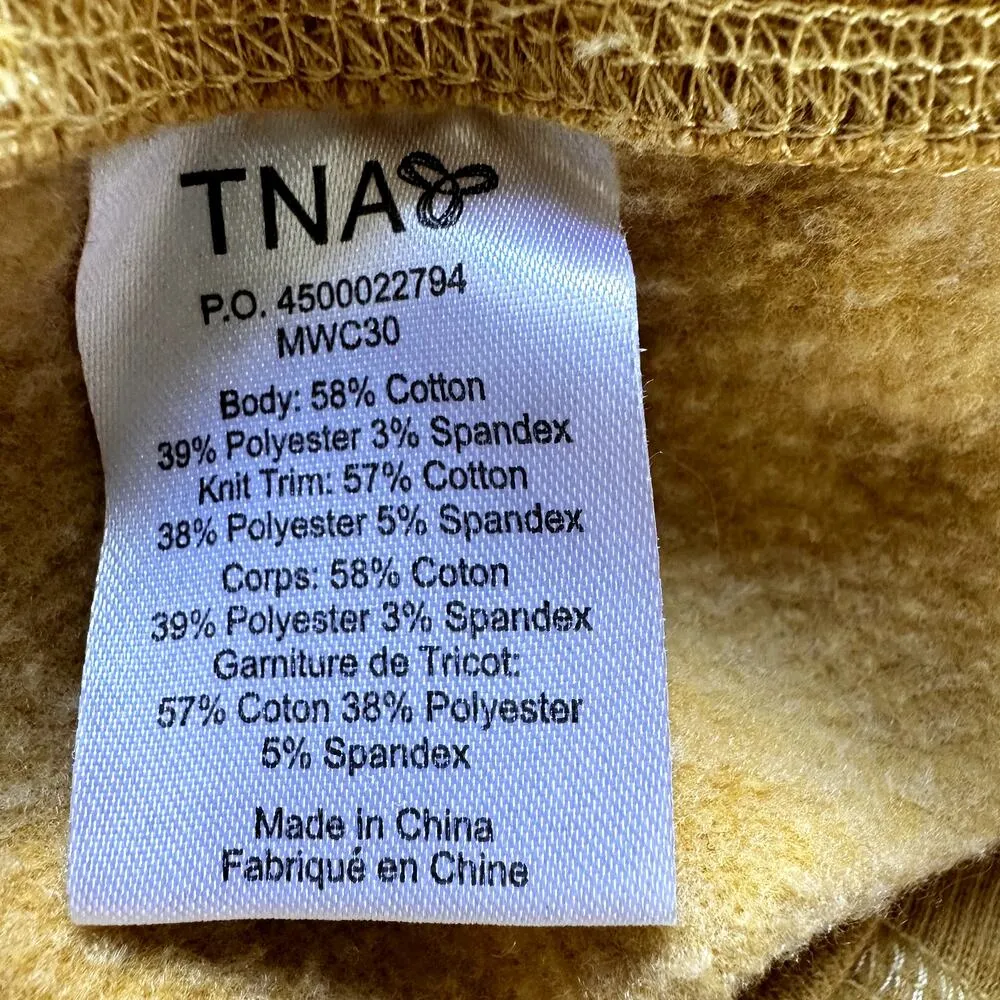 TNA
P.O. 4500022794
MWC30
Body: 58% Cotton
39% Polyester 3% Spandex
Knit Trim: 57% Cotton
38% Polyester 5% Spandex
Corps: 58% Coton
39% Polyester 3% Spandex
Garniture de Tricot:
57% Coton 38% Polyester
5% Spandex
Made in China
Fabriqué en Chine